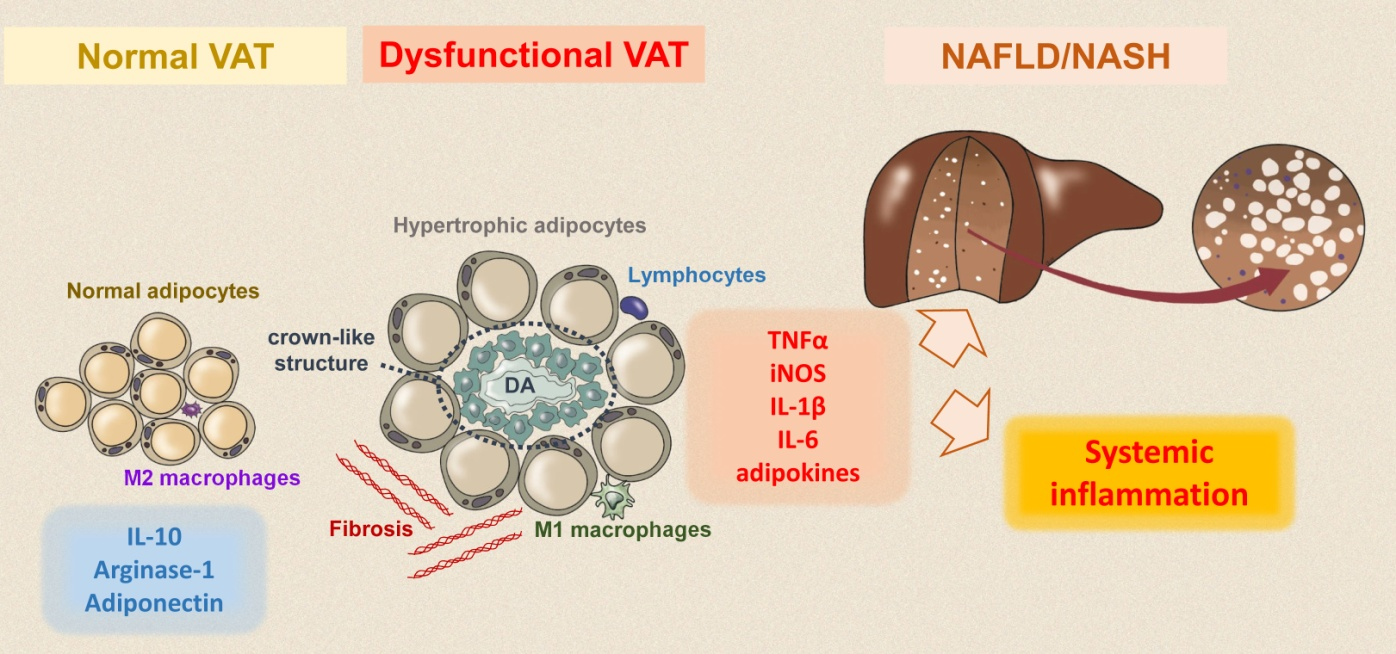 Normal VAT
Dysfunctional VAT
NAFLD/NASH
Hypertrophic adipocytes
Lymphocytes
Normal adipocytes
crown-like
structure
DA
M2 macrophages
Fibrosis
M1 macrophages
IL-10
Arginase-1
Adiponectin
TNFα
iNOS
IL-1β
IL-6
adipokines
Systemic
inflammation